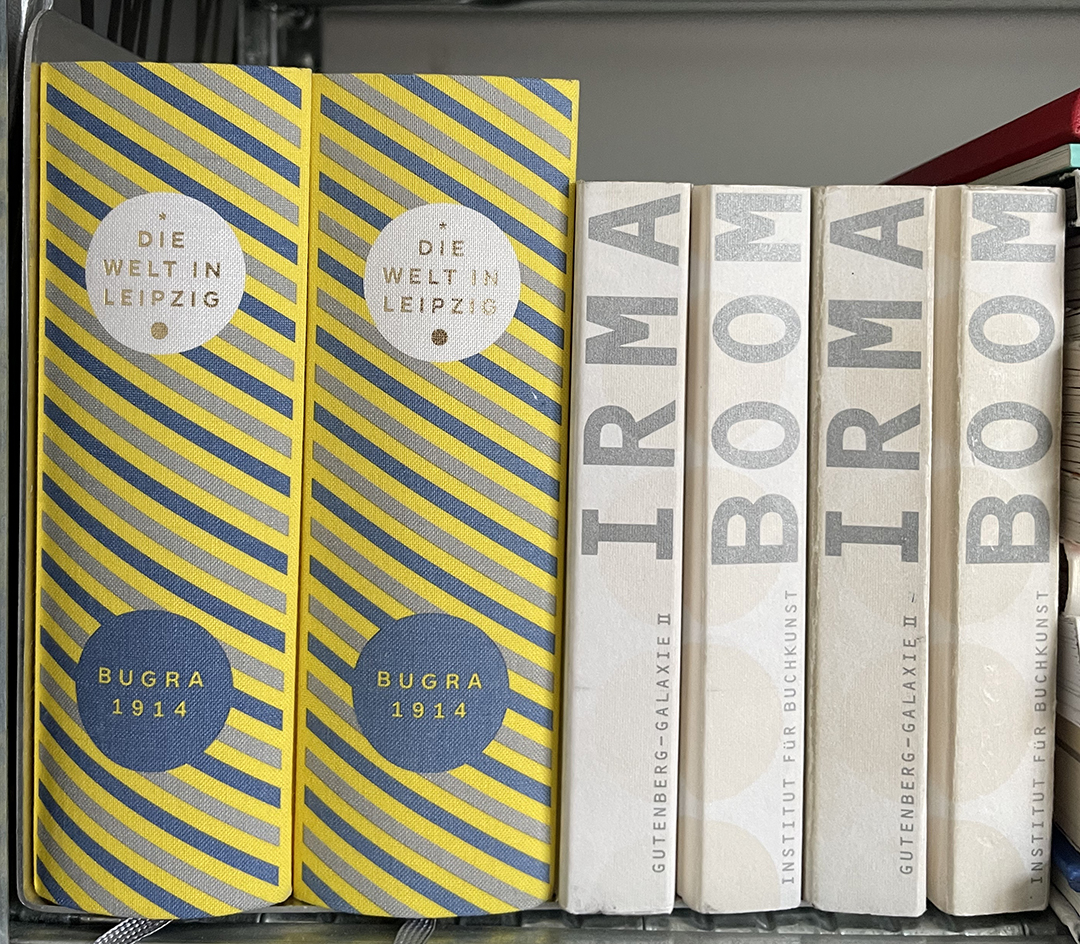 *
DIE
WELT IN
LEIPZIG
BUGRA
1914
*
DIE
WELT IN
LEIPZIG
BUGRA
1914
IRMA
GUTENBERG-GALAXIE II
BOOM
INSTITUT FÜR BUCHKUNST
IRMA
GUTENBERG-GALAXIE II
BOOM
INSTITUT FÜR BUCHKUNST